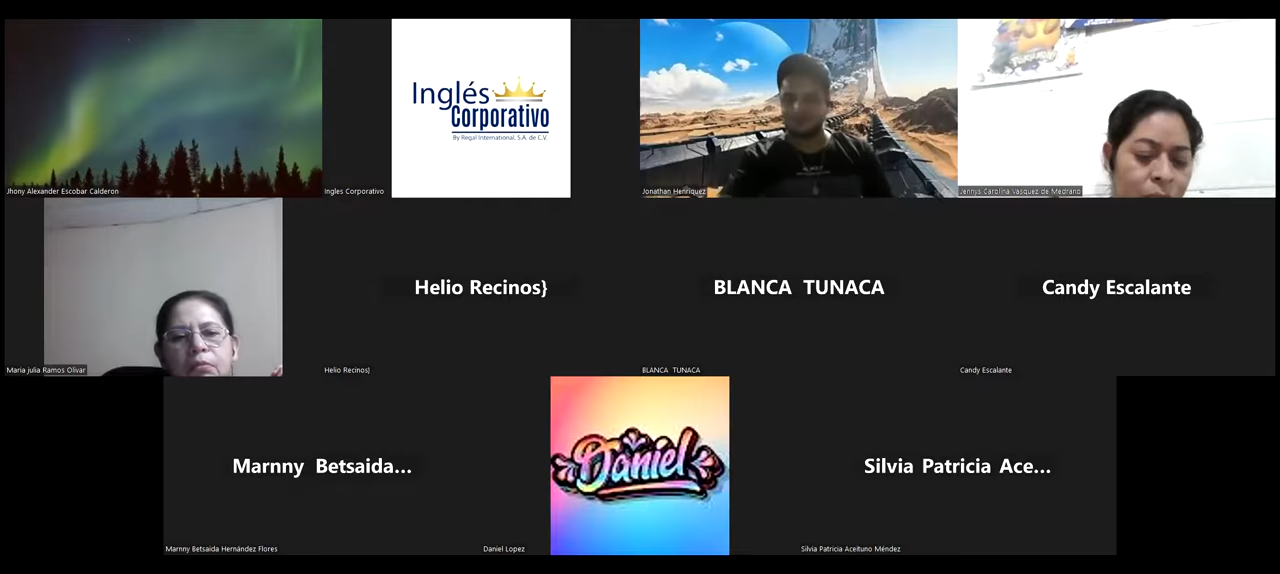 Inglés
Corporativo
By Regal International, S.A. de C.V.
Jhony Alexander Escobar Calderon
Ingles Corporativo
Jonathan Henriquez
Jennys Carolina Vasquez de Medrano
Helio Recinos}
BLANCA TUNACA
Candy Escalante
Maria julia Ramos Olivar
Helio Recinos}
BLANCA TUNACA
Candy Escalante
Marnny Betsaida...
Daniel
Silvia Patricia Ace...
Marnny Betsaida Hernández Flores
Daniel Lopez
Silvia Patricia Aceituno Méndez